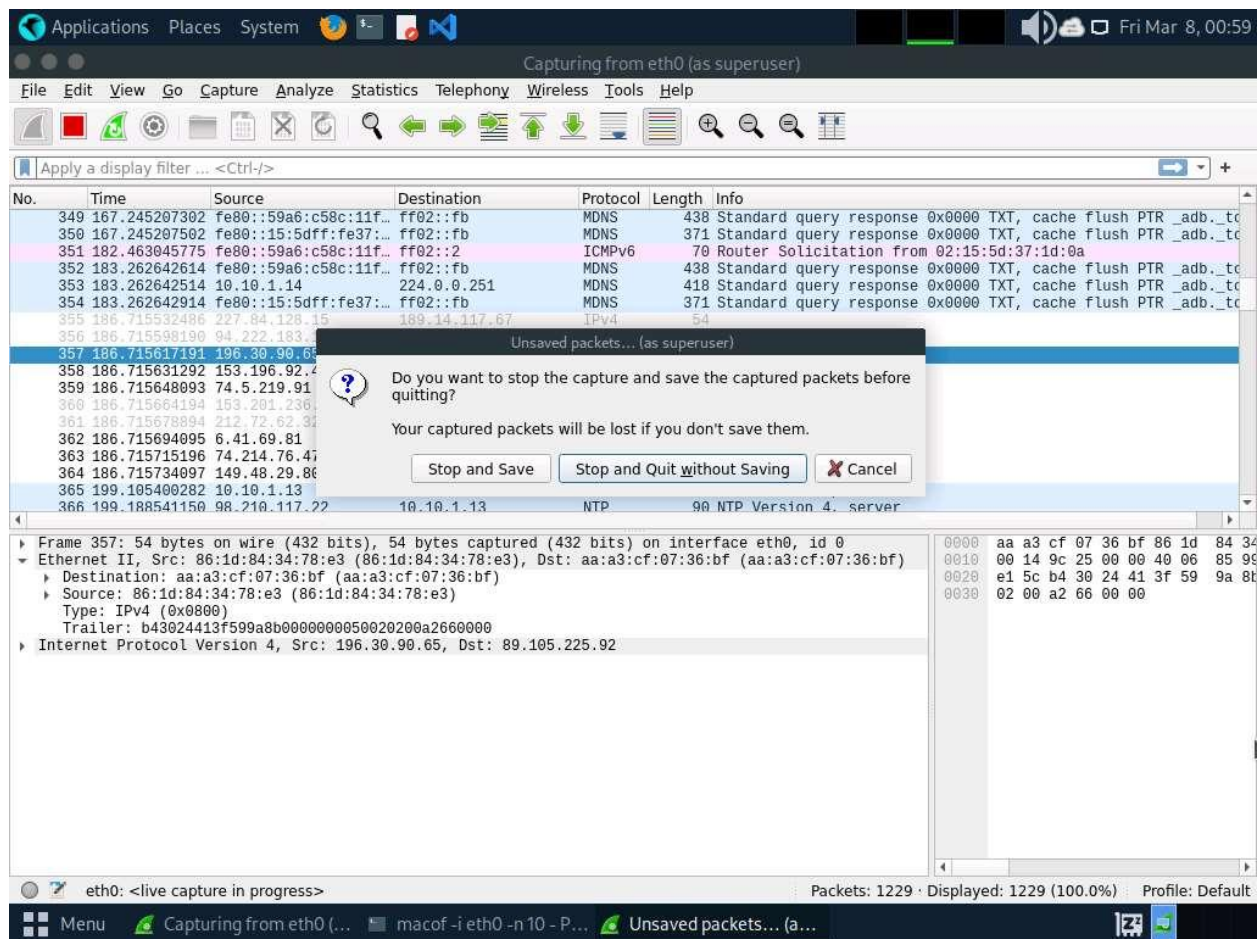 Applications Places System Fri Mar 8, 00:59
Capturing from eth0 (as superuser)
File Edit View Go Capture Analyze Statistics Telephony Wireless Tools Help
Apply a display filter ... <Ctrl-/>
No. Time Source Destination Protocol Length Info
349 167.245207302 fe80::59a6:c58c:11f… ff02::fb MDNS 438 Standard query response 0x0000 TXT, cache flush PTR _adb._tc
350 167.245207502 fe80::15:5dff:fe37:… ff02::fb MDNS 371 Standard query response 0x0000 TXT, cache flush PTR _adb._tc
351 182.463045775 fe80::59a6:c58c:11f… ff02::2 ICMPv6 70 Router Solicitation from 02:15:5d:37:1d:0a
352 183.262642614 fe80::59a6:c58c:11f… ff02::fb MDNS 438 Standard query response 0x0000 TXT, cache flush PTR _adb._tc
353 183.262642514 10.10.1.14 224.0.0.251 MDNS 418 Standard query response 0x0000 TXT, cache flush PTR _adb._tc
354 183.262642914 fe80::15:5dff:fe37:… ff02::fb MDNS 371 Standard query response 0x0000 TXT, cache flush PTR _adb._tc
355 186.715532486 227.84.128.15 189.14.117.67 IPv4 54
356 186.715598190 94.222.183.
357 186.715617191 196.30.90.65
358 186.715631292 153.196.92.4
359 186.715648093 74.5.219.91
360 186.715664194 153.201.236.
361 186.715678894 212.72.62.32
362 186.715694095 6.41.69.81
363 186.715715196 74.214.76.47
364 186.715734097 149.48.29.80
365 199.105400282 10.10.1.13
366 199.188541150 98.210.117.22 10.10.1.13 NTP 90 NTP Version 4, server
Unsaved packets... (as superuser)
Do you want to stop the capture and save the captured packets before
quitting?
Your captured packets will be lost if you don't save them.
Stop and Save Stop and Quit without Saving Cancel
Frame 357: 54 bytes on wire (432 bits), 54 bytes captured (432 bits) on interface eth0, id 0
Ethernet II, Src: 86:1d:84:34:78:e3 (86:1d:84:34:78:e3), Dst: aa:a3:cf:07:36:bf (aa:a3:cf:07:36:bf)
Destination: aa:a3:cf:07:36:bf (aa:a3:cf:07:36:bf)
Source: 86:1d:84:34:78:e3 (86:1d:84:34:78:e3)
Type: IPv4 (0x0800)
Trailer: b43024413f599a8b0000000050020200a2660000
Internet Protocol Version 4, Src: 196.30.90.65, Dst: 89.105.225.92
0000 aa a3 cf 07 36 bf 86 1d 84 34
0010 00 14 9c 25 00 00 40 06 85 99
0020 e1 5c b4 30 24 41 3f 59 9a 8b
0030 02 00 a2 66 00 00
eth0: <live capture in progress> Packets: 1229 · Displayed: 1229 (100.0%) Profile: Default
Menu Capturing from eth0 (... macof -i eth0 -n 10 - P... Unsaved packets... (a...